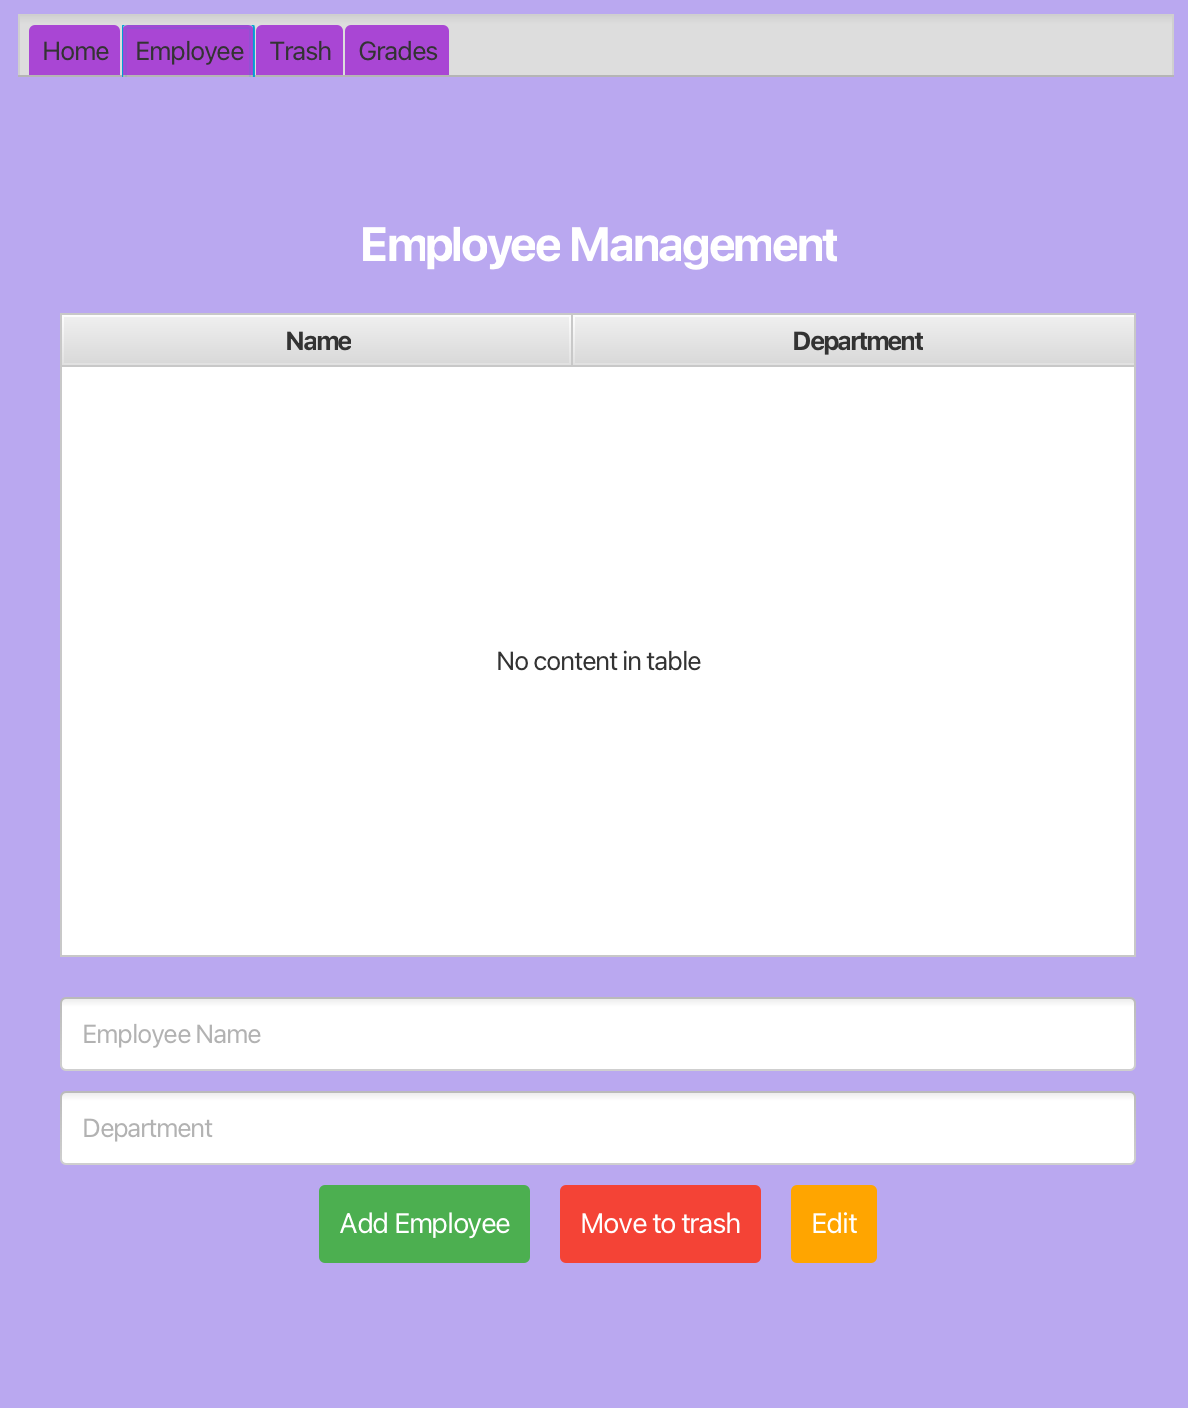 Home Employee Trash Grades
Employee Management
Name Department
No content in table
Employee Name
Department
Add Employee Move to trash Edit